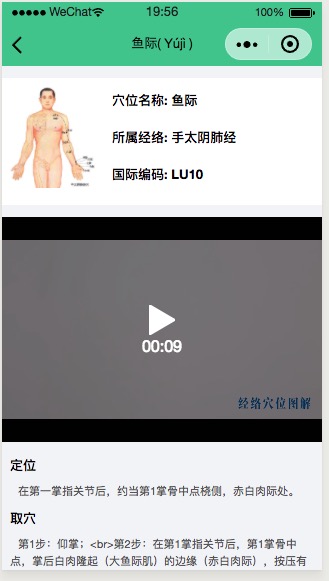 WeChat 19:56 100%
鱼际( Yújì )
穴位名称: 鱼际
所属经络: 手太阴肺经
国际编码: LU10
00:09
经络穴位图解
定位
在第一掌指关节后，约当第1掌骨中点桡侧，赤白肉际处。
取穴
第1步：仰掌；<br>第2步：在第1掌指关节后，第1掌骨中
点，掌后白肉隆起（大鱼际肌）的边缘（赤白肉际），按压有